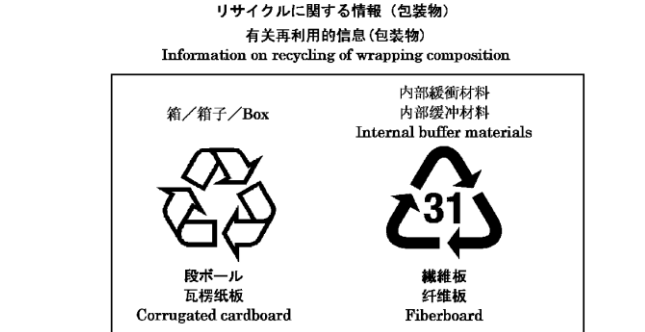 リサイクルに関する情報（包装物）
有关再利用的信息(包装物)
Information on recycling of wrapping composition
箱／箱子／Box
段ボール
瓦楞纸板
Corrugated cardboard
内部緩衝材料
内部缓冲材料
Internal buffer materials
31
繊維板
纤维板
Fiberboard